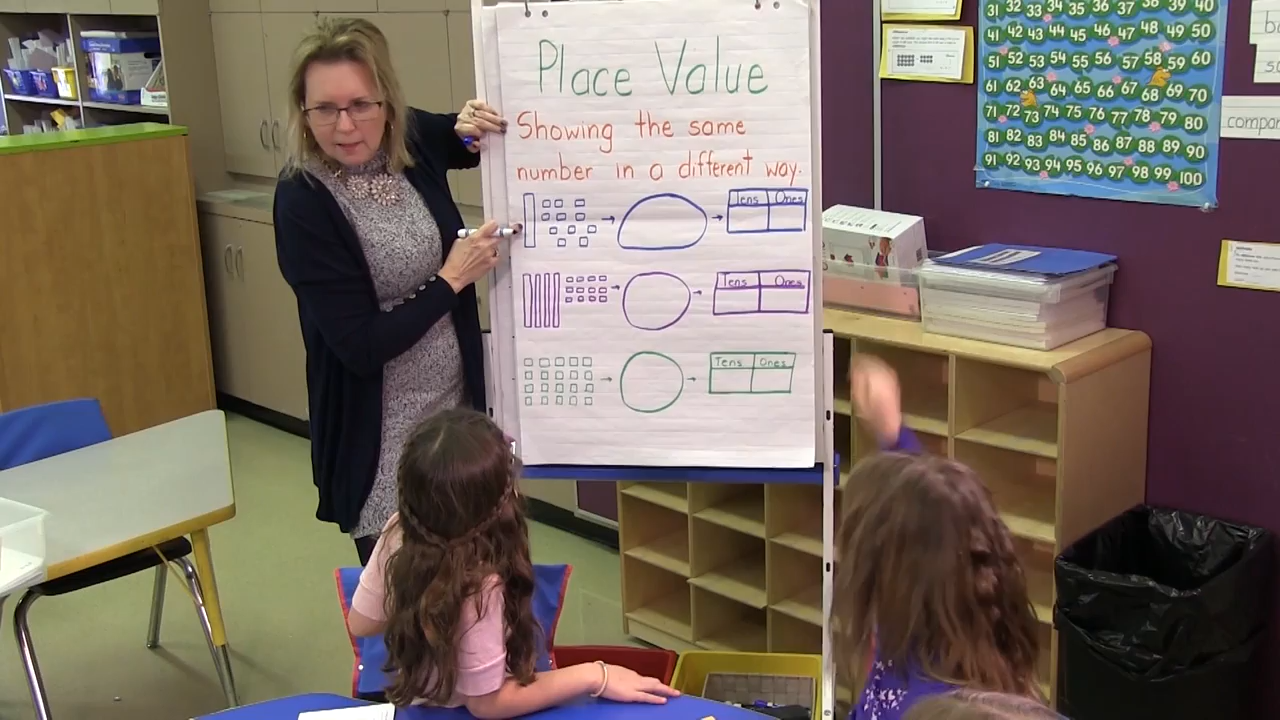 Place Value
Showing the same
number in a different way.
Tens Ones
Tens Ones
Tens Ones
31 32 33 34 35 36 37 38 39 40
41 42 43 44 45 46 47 48 49 50
51 52 53 54 55 56 57 58 59 60
61 62 63 64 65 66 67 68 69 70
71 72 73 74 75 76 77 78 79 80
81 82 83 84 85 86 87 88 89 90
91 92 93 94 95 96 97 98 99 100
compar